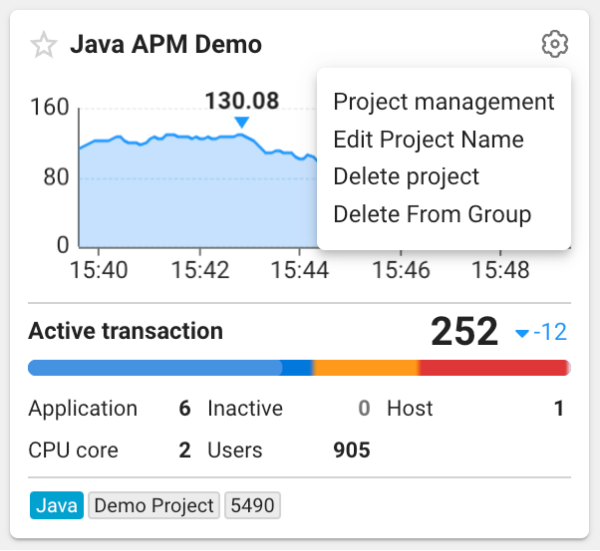 Java APM Demo
130.08
160
80
0
15:40 15:42 15:44 15:46 15:48
Project management
Edit Project Name
Delete project
Delete From Group
Active transaction 252 -12
Application 6 Inactive 0 Host 1
CPU core 2 Users 905
Java Demo Project 5490